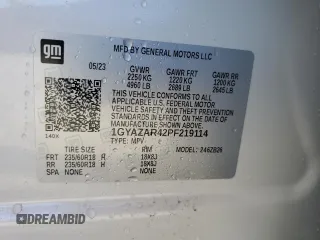 gm
MFD BY GENERAL MOTORS LLC
05/23
GVWR GAWR FRT GAWR RR
2250 KG 1220 KG 1200 KG
4960 LB 2689 LB 2645 LB
THIS VEHICLE CONFORMS TO ALL
APPLICABLE U.S. FEDERAL MOTOR
VEHICLE SAFETY, BUMPER, AND THEFT
PREVENTION STANDARDS IN EFFECT ON
THE DATE OF MANUFACTURE SHOWN ABOVE.
1GYAZAR42PF219114
TYPE: MPV
TIRE SIZE RIM
FRT 235/60R18 H 18X8J
RR 235/60R18 H 18X8J
SPA NONE NONE
© DREAMBID